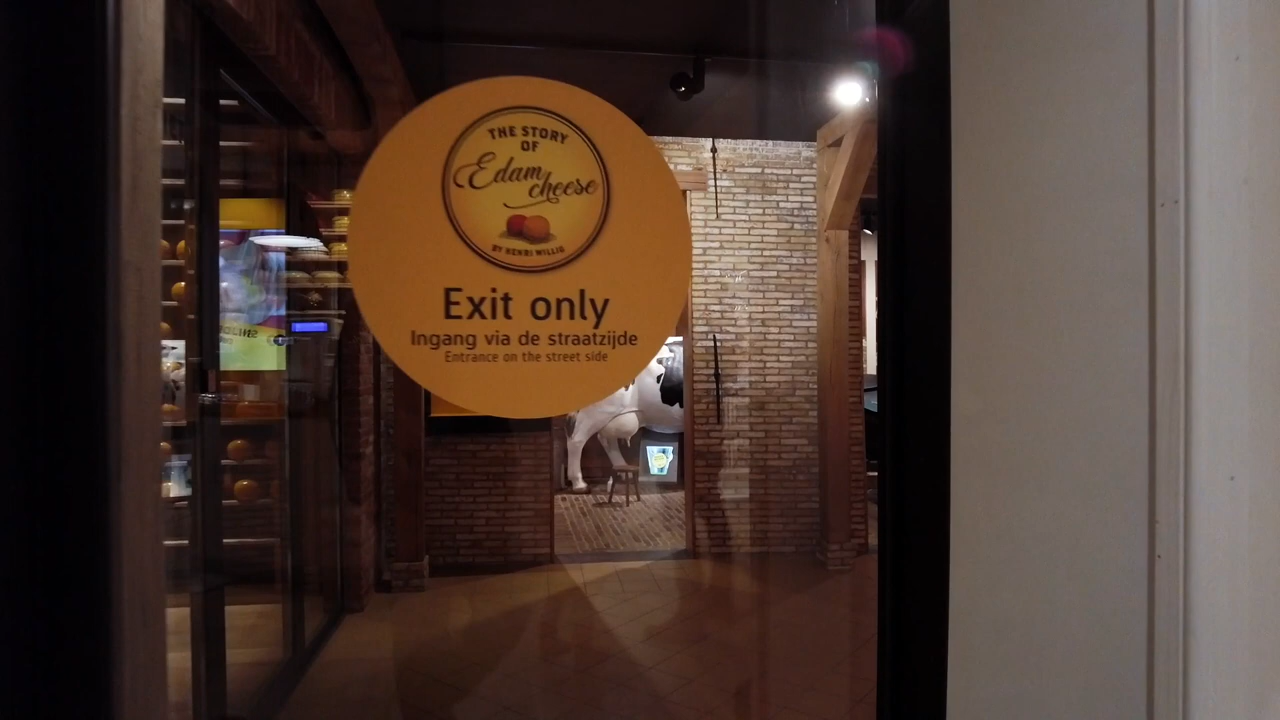 THE STORY
OF
Edam
cheese
BY HENRI WILLIG
Exit only
Ingang via de straatzijde
Entrance on the street side